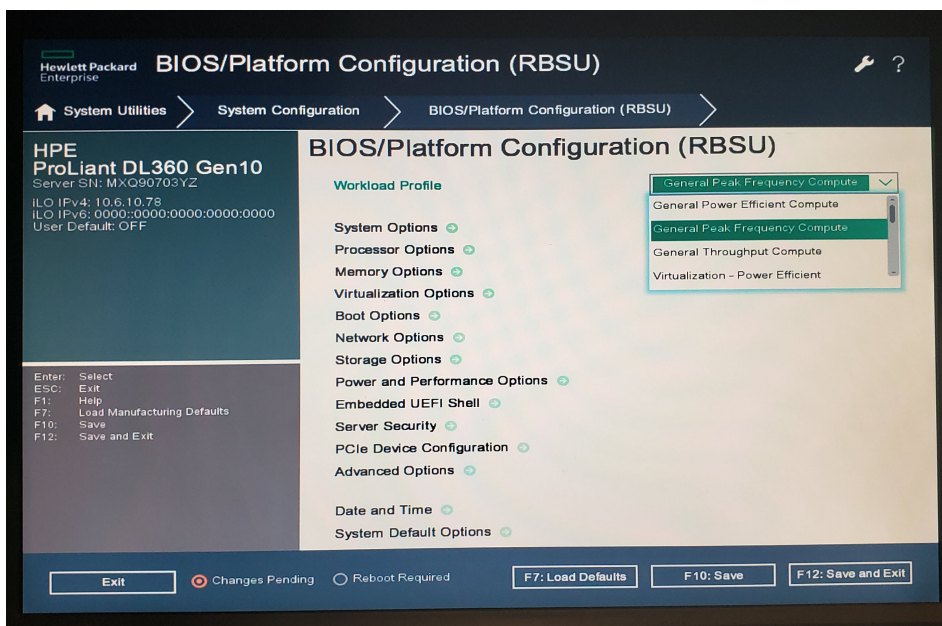 Hewlett Packard
Enterprise
BIOS/Platform Configuration (RBSU)
?
System Utilities
System Configuration
BIOS/Platform Configuration (RBSU)
HPE
ProLiant DL360 Gen10
Server SN: MXQ90703YZ
iLO IPv4: 10.6.10.78
iLO IPv6: 0000::0000:0000:0000:0000
User Default: OFF
Enter: Select
ESC: Exit
F1: Help
F7: Load Manufacturing Defaults
F10: Save
F12: Save and Exit
BIOS/Platform Configuration (RBSU)
Workload Profile
General Peak Frequency Compute
General Power Efficient Compute
General Peak Frequency Compute
General Throughput Compute
Virtualization - Power Efficient
System Options
Processor Options
Memory Options
Virtualization Options
Boot Options
Network Options
Storage Options
Power and Performance Options
Embedded UEFI Shell
Server Security
PCIe Device Configuration
Advanced Options
Date and Time
System Default Options
Exit
Changes Pending
Reboot Required
F7: Load Defaults
F10: Save
F12: Save and Exit